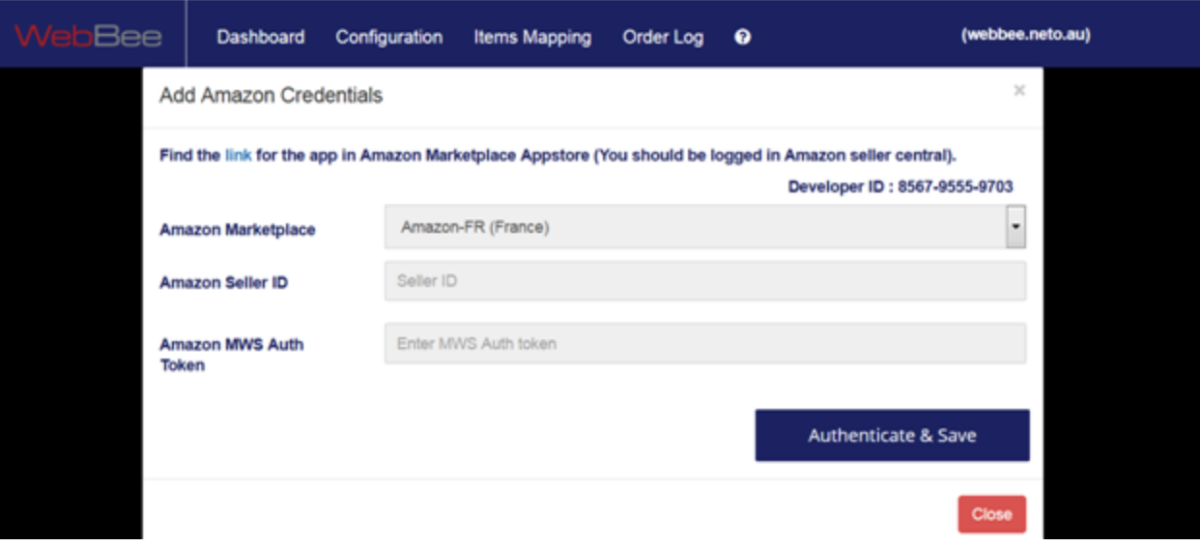 WebBee Dashboard Configuration Items Mapping Order Log ? (webbee.neto.au)
Add Amazon Credentials ×
Find the link for the app in Amazon Marketplace Appstore (You should be logged in Amazon seller central).
Developer ID : 8567-9555-9703
Amazon Marketplace Amazon-FR (France)
Amazon Seller ID Seller ID
Amazon MWS Auth Enter MWS Auth token
Token
Authenticate & Save
Close